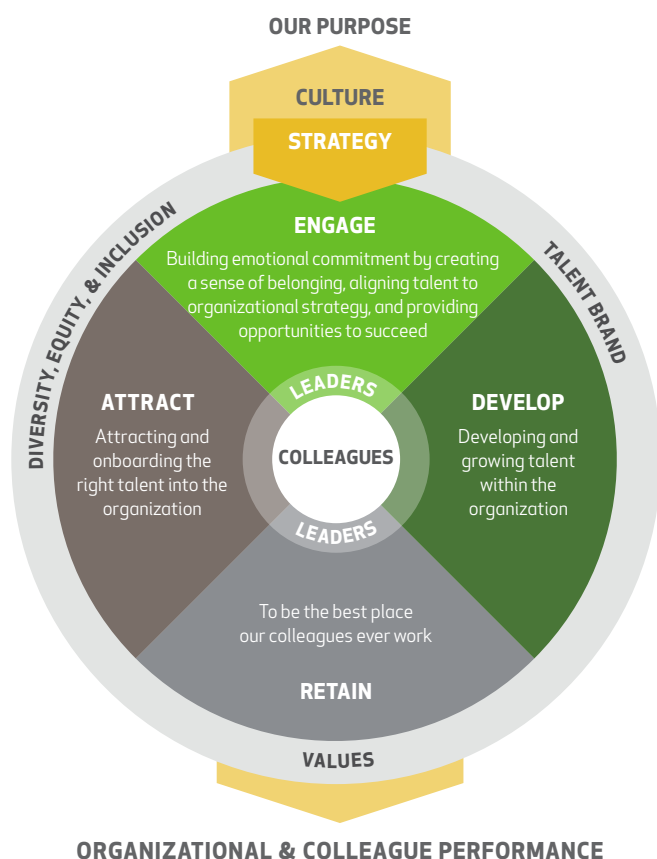 OUR PURPOSE
CULTURE
STRATEGY
DIVERSITY, EQUITY, & INCLUSION
TALENT BRAND
ENGAGE
Building emotional commitment by creating
a sense of belonging, aligning talent to
organizational strategy, and providing
opportunities to succeed
ATTRACT
Attracting and
onboarding the
right talent into the
organization
LEADERS
COLLEAGUES
LEADERS
DEVELOP
Developing and
growing talent
within the
organization
To be the best place
our colleagues ever work
RETAIN
VALUES
ORGANIZATIONAL & COLLEAGUE PERFORMANCE